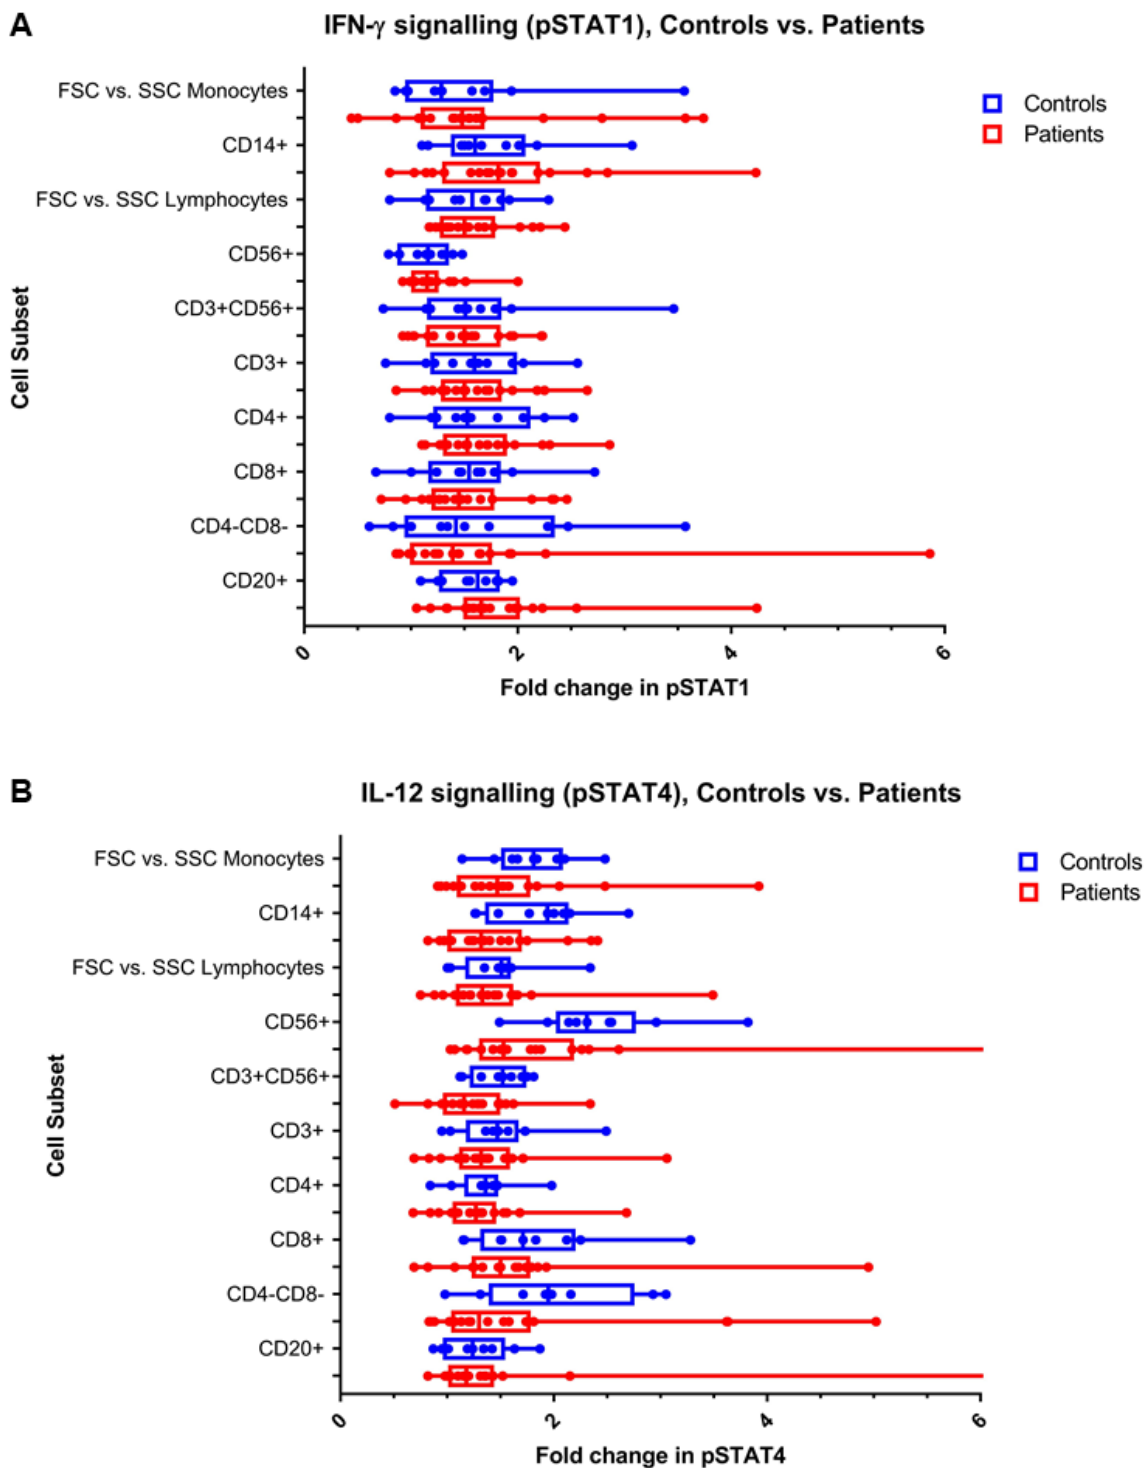 A
IFN-γ signalling (pSTAT1), Controls vs. Patients
FSC vs. SSC Monocytes
CD14+
FSC vs. SSC Lymphocytes
CD56+
CD3+CD56+
CD3+
CD4+
CD8+
CD4-CD8-
CD20+
Cell Subset
Controls
Patients
0 2 4 6
Fold change in pSTAT1
B
IL-12 signalling (pSTAT4), Controls vs. Patients
FSC vs. SSC Monocytes
CD14+
FSC vs. SSC Lymphocytes
CD56+
CD3+CD56+
CD3+
CD4+
CD8+
CD4-CD8-
CD20+
Cell Subset
Controls
Patients
0 2 4 6
Fold change in pSTAT4